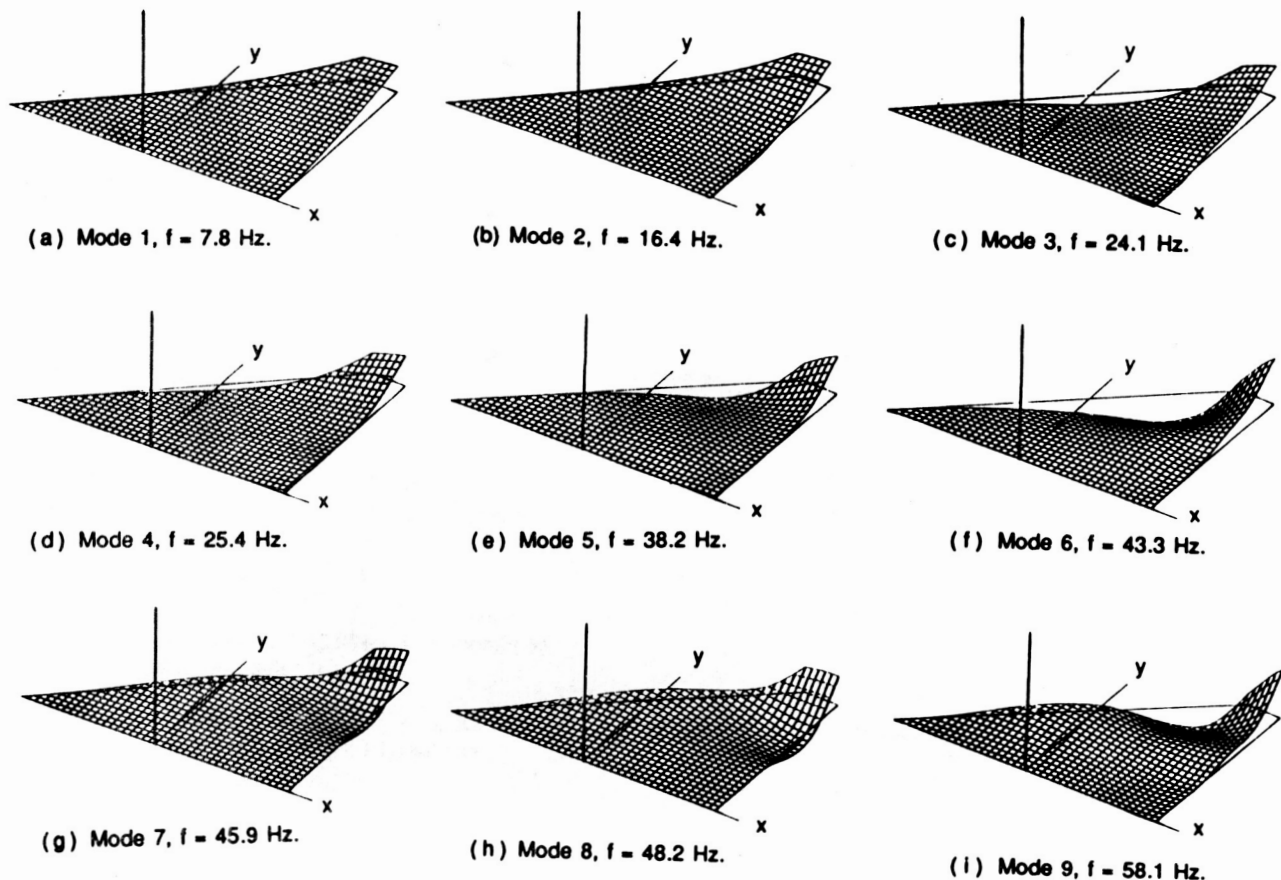 y
x
(a) Mode 1, f = 7.8 Hz.
y
x
(b) Mode 2, f = 16.4 Hz.
y
x
(c) Mode 3, f = 24.1 Hz.
y
x
(d) Mode 4, f = 25.4 Hz.
y
x
(e) Mode 5, f = 38.2 Hz.
y
x
(f) Mode 6, f = 43.3 Hz.
y
x
(g) Mode 7, f = 45.9 Hz.
y
x
(h) Mode 8, f = 48.2 Hz.
y
x
(i) Mode 9, f = 58.1 Hz.